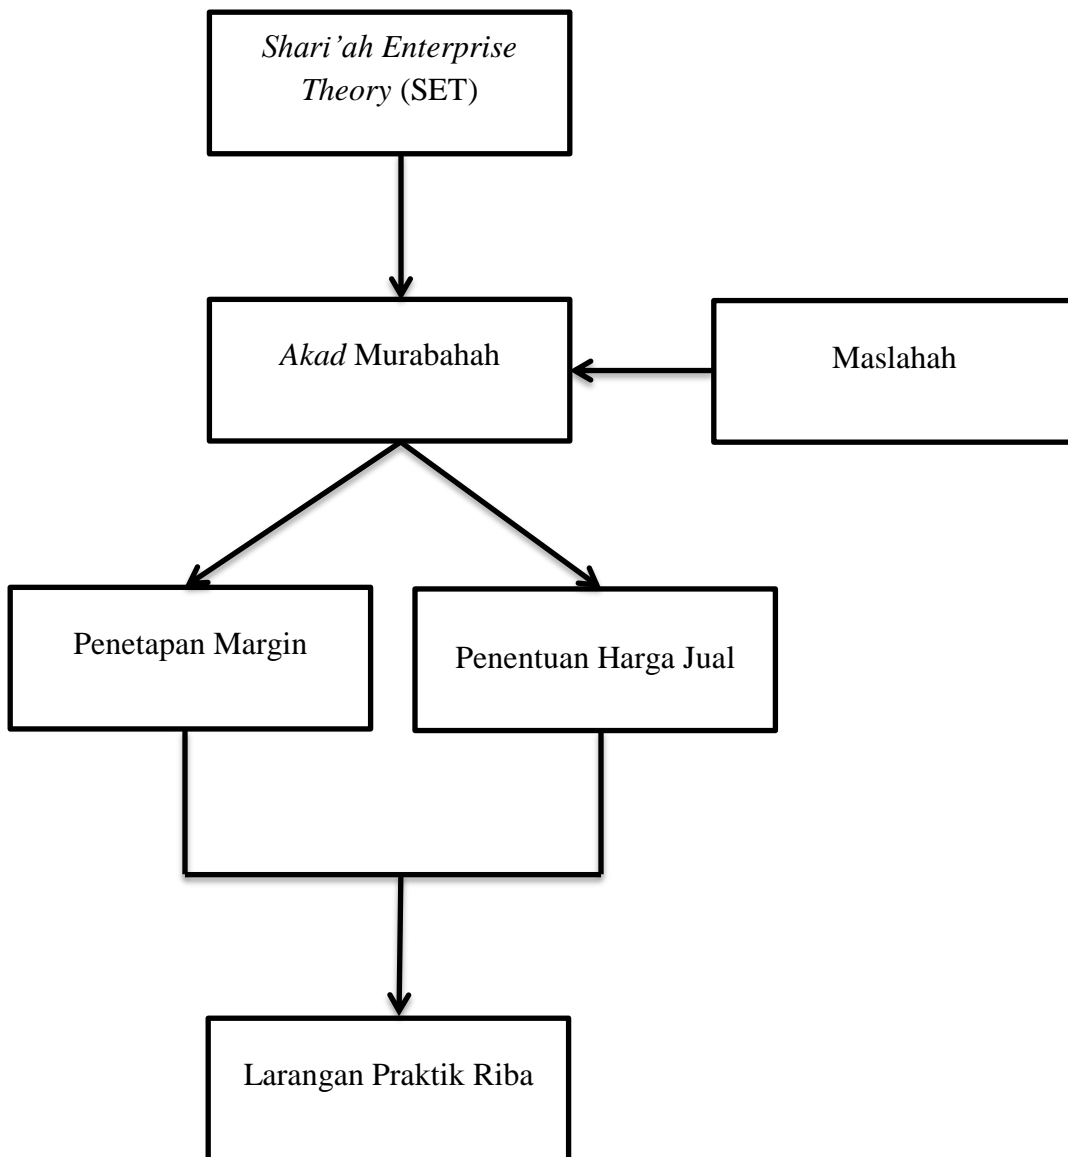 Shari’ah Enterprise
Theory (SET)
Akad Murabahah
Maslahah
Penetapan Margin
Penentuan Harga Jual
Larangan Praktik Riba